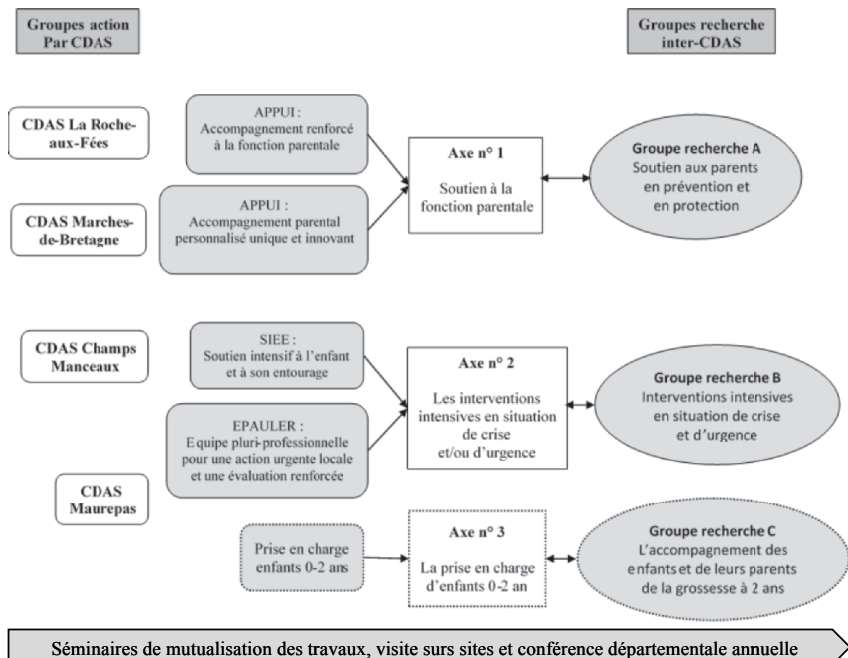 Groupes action
Par CDAS
Groupes recherche
inter-CDAS
CDAS La Roche-
aux-Fées
APPUI :
Accompagnement renforcé
à la fonction parentale
Axe n° 1
Soutien à la
fonction parentale
Groupe recherche A
Soutien aux parents
en prévention et
en protection
CDAS Marches-
de-Bretagne
APPUI :
Accompagnement parental
personnalisé unique et innovant
CDAS Champs
Manceaux
SIEE :
Soutien intensif à l'enfant
et à son entourage
Axe n° 2
Les interventions
intensives en situation
de crise
et/ou d'urgence
Groupe recherche B
Interventions intensives
en situation de crise
et d'urgence
EPAULER :
Equipe pluri-professionnelle
pour une action urgente locale
et une évaluation renforcée
CDAS
Maurepas
Prise en charge
enfants 0-2 ans
Axe n° 3
La prise en charge
d'enfants 0-2 an
Groupe recherche C
L'accompagnement des
enfants et de leurs parents
de la grossesse à 2 ans
Séminaires de mutualisation des travaux, visite surs sites et conférence départementale annuelle